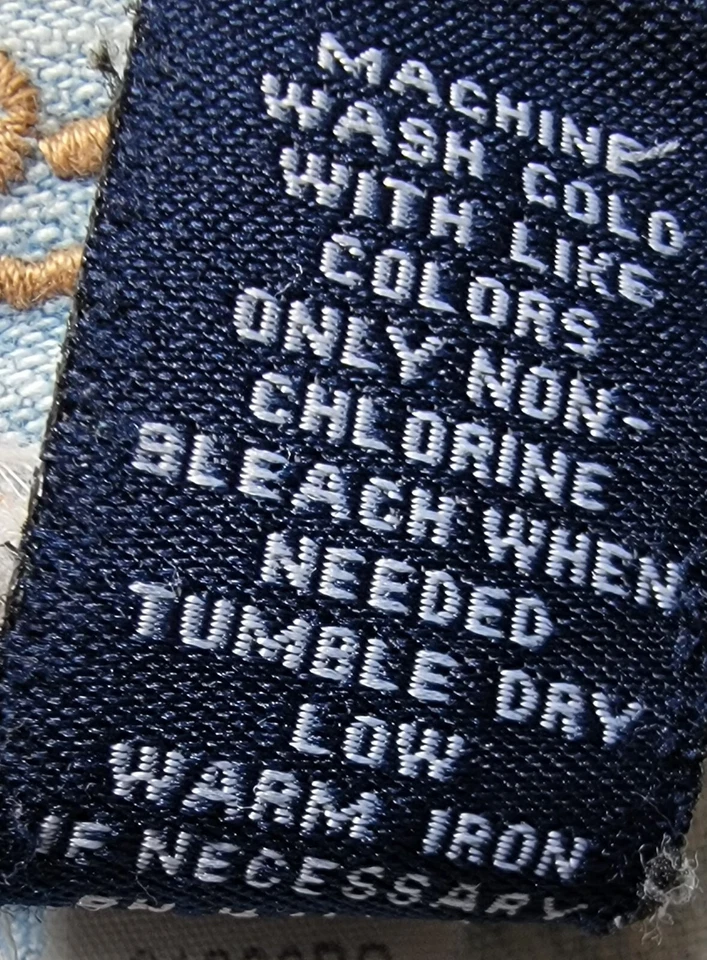 MACHINE
WASH COLD
WITH LIKE
COLORS
ONLY NON-
CHLORINE
BLEACH WHEN
NEEDED
TUMBLE DRY
LOW
WARM IRON
IF NECESSARY